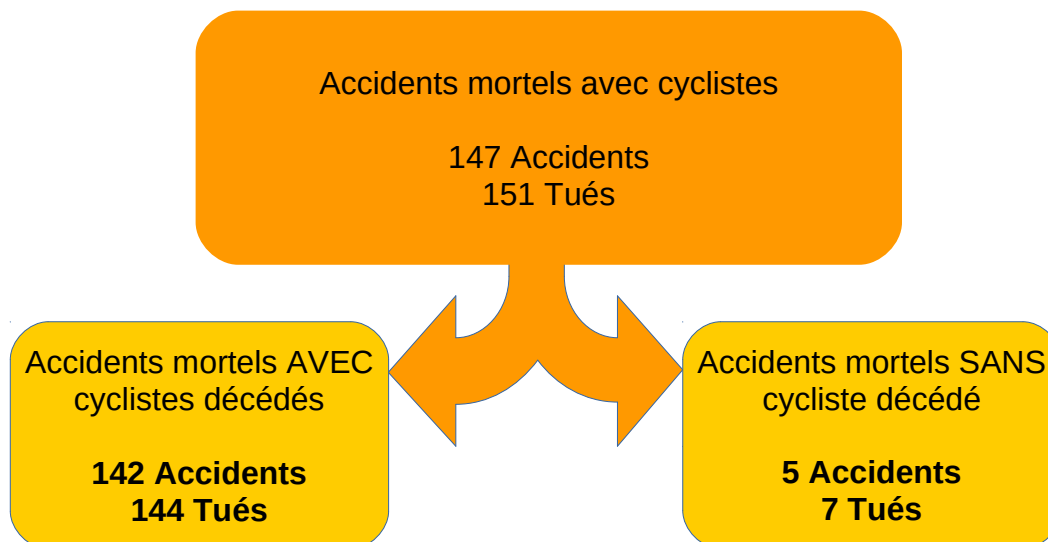 Accidents mortels avec cyclistes
147 Accidents
151 Tués
Accidents mortels AVEC
cyclistes décédés
142 Accidents
144 Tués
Accidents mortels SANS
cycliste décédé
5 Accidents
7 Tués